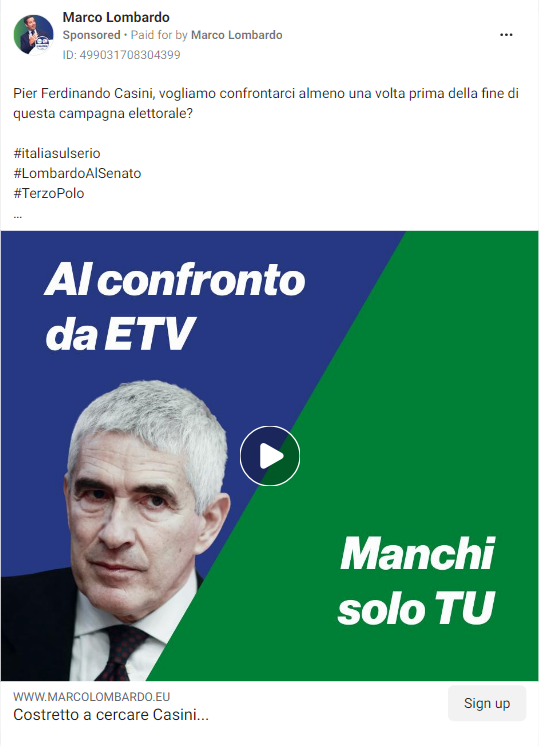 Marco Lombardo
Sponsored • Paid for by Marco Lombardo
ID: 499031708304399
Pier Ferdinando Casini, vogliamo confrontarci almeno una volta prima della fine di
questa campagna elettorale?
#italiasulserio
#LombardoAlSenato
#TerzoPolo
...
Al confronto
da ETV
Manchi
solo TU
WWW.MARCOLOMBARDO.EU
Costretto a cercare Casini...
Sign up